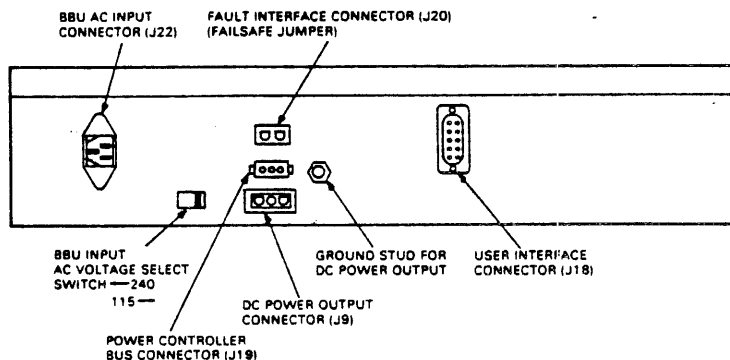 BBU AC INPUT
CONNECTOR (J22)
FAULT INTERFACE CONNECTOR (J20)
(FAILSAFE JUMPER)
BBU INPUT
AC VOLTAGE SELECT
SWITCH — 240
115 —
GROUND STUD FOR
DC POWER OUTPUT
USER INTERFACE
CONNECTOR (J18)
DC POWER OUTPUT
CONNECTOR (J9)
POWER CONTROLLER
BUS CONNECTOR (J19)